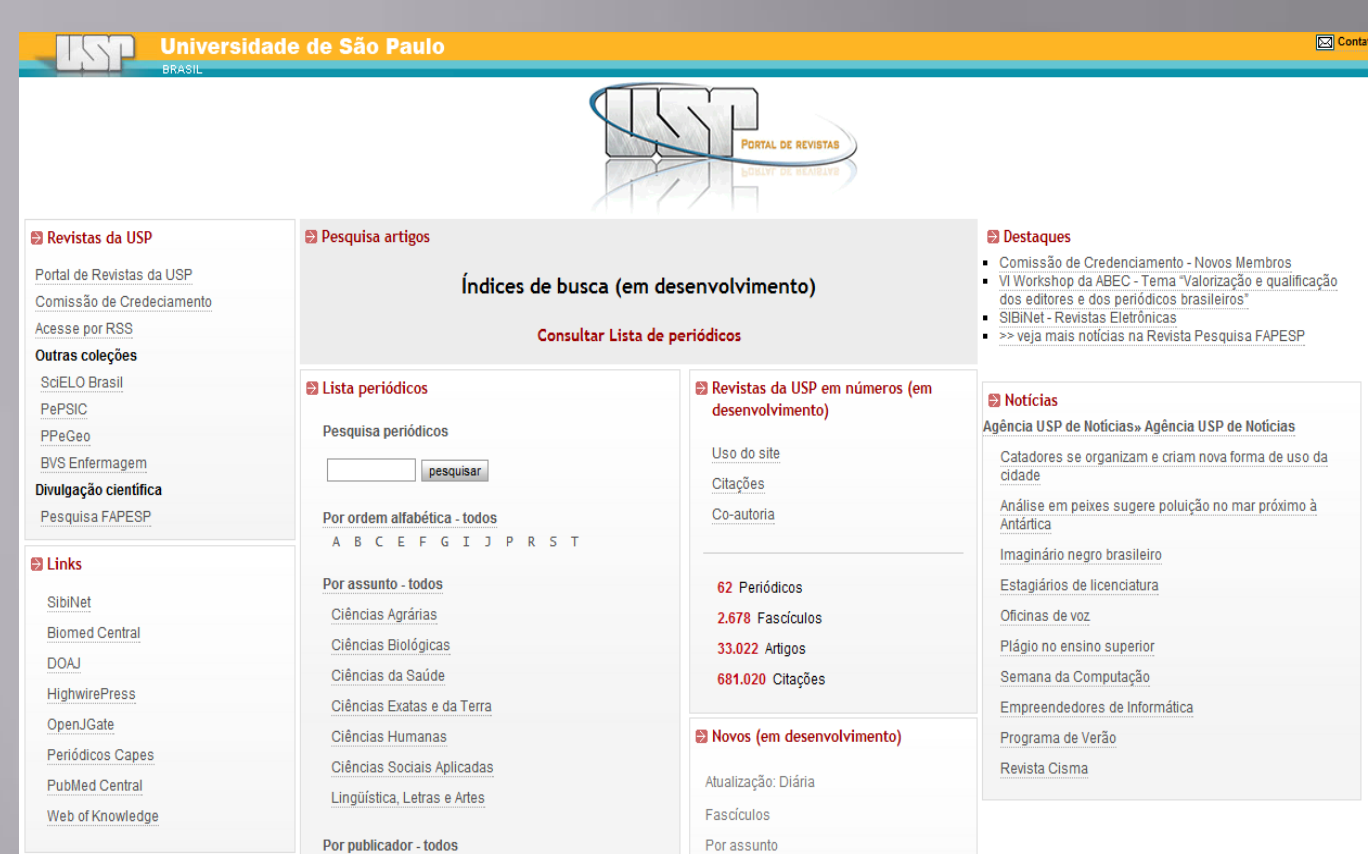 USP
Universidade de São Paulo
BRASIL
USP
PORTAL DE REVISTAS
Revistas da USP
Portal de Revistas da USP
Comissão de Credeciamento
Acesse por RSS
Outras coleções
SciELO Brasil
PePSIC
PPeGeo
BVS Enfermagem
Divulgação científica
Pesquisa FAPESP
Links
SibiNet
Biomed Central
DOAJ
HighwirePress
OpenJGate
Periódicos Capes
PubMed Central
Web of Knowledge
Pesquisa artigos
Índices de busca (em desenvolvimento)
Consultar Lista de periódicos
Lista periódicos
Pesquisa periódicos
pesquisar
Por ordem alfabética - todos
A B C E F G I J P R S T
Por assunto - todos
Ciências Agrárias
Ciências Biológicas
Ciências da Saúde
Ciências Exatas e da Terra
Ciências Humanas
Ciências Sociais Aplicadas
Lingüística, Letras e Artes
Por publicador - todos
Revistas da USP em números (em
desenvolvimento)
Uso do site
Citações
Co-autoria
62 Periódicos
2.678 Fascículos
33.022 Artigos
681.020 Citações
Novos (em desenvolvimento)
Atualização: Diária
Fascículos
Por assunto
Destaques
Comissão de Credenciamento - Novos Membros
VI Workshop da ABEC - Tema “Valorização e qualificação
dos editores e dos periódicos brasileiros”
SIBiNet - Revistas Eletrônicas
>> veja mais notícias na Revista Pesquisa FAPESP
Notícias
Agência USP de Notícias» Agência USP de Notícias
Catadores se organizam e criam nova forma de uso da
cidade
Análise em peixes sugere poluição no mar próximo à
Antártica
Imaginário negro brasileiro
Estagiários de licenciatura
Oficinas de voz
Plágio no ensino superior
Semana da Computação
Empreendedores de Informática
Programa de Verão
Revista Cisma